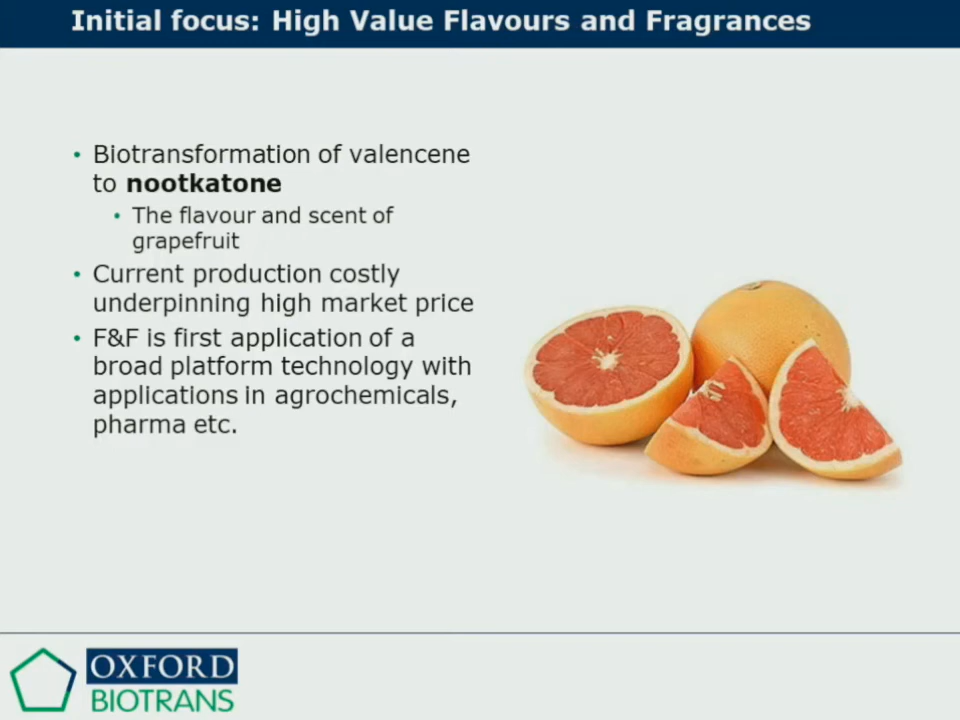 Initial focus: High Value Flavours and Fragrances
• Biotransformation of valencene
to nootkatone
• The flavour and scent of
grapefruit
• Current production costly
underpinning high market price
• F&F is first application of a
broad platform technology with
applications in agrochemicals,
pharma etc.
OXFORD
BIOTRANS